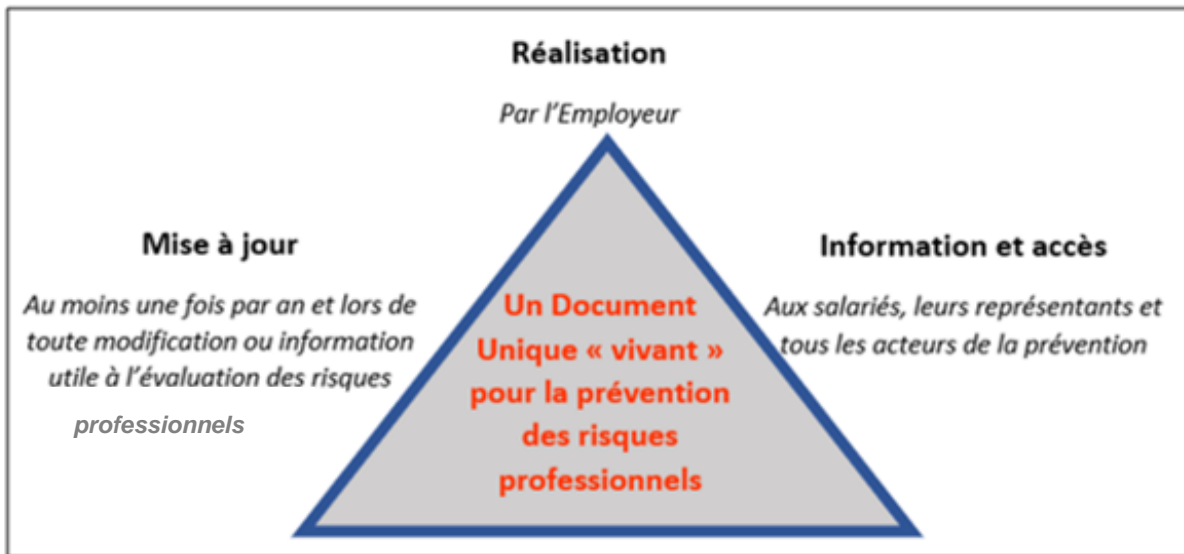 Réalisation
Par l'Employeur
Mise à jour
Au moins une fois par an et lors de
toute modification ou information
utile à l'évaluation des risques
professionnels
Un Document
Unique « vivant »
pour la prévention
des risques
professionnels
Information et accès
Aux salariés, leurs représentants et
tous les acteurs de la prévention